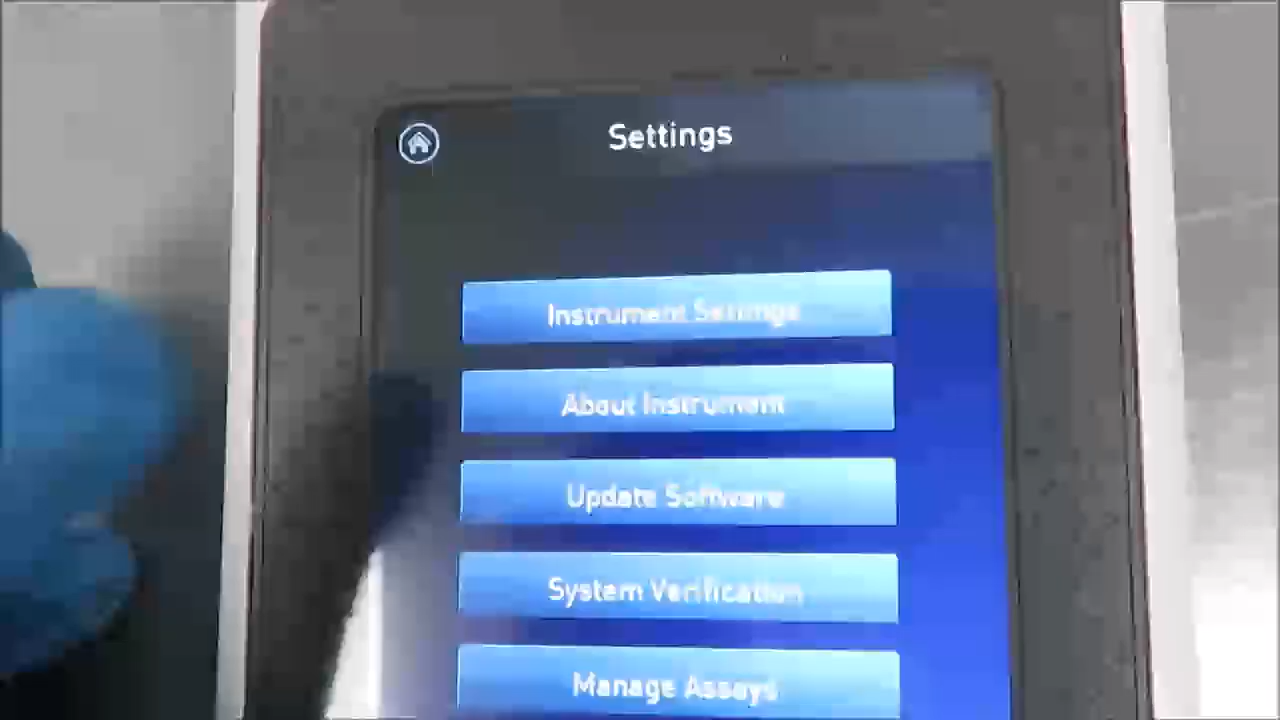 Settings
Instrument Settings
About Instrument
Update Software
System Verification
Manage Assays